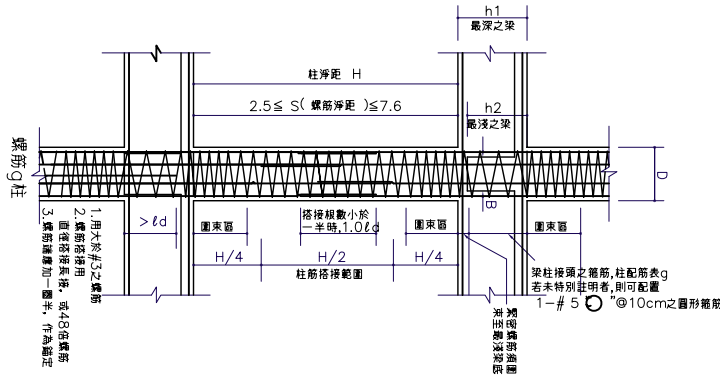 h1
最深之梁
柱淨距 H
2.5≦ S( 螺筋淨距 )≦7.6
h2
最淺之梁
螺筋g柱
D
B
>ℓd
圍束區
搭接根數小於
一半時,1.0ℓd
圍束區
H/4
H/2
H/4
柱筋搭接範圍
梁柱接頭之箍筋,柱配筋表g
若未特別註明者,則可配置
1-#5 "@10cm之圓形箍筋
緊密螺筋須圍
束至最淺梁底
1.用大於#3之螺筋
2.螺筋搭接用
直徑搭接長接,或48倍螺筋
3.螺筋端應加一圈半,作為錨定